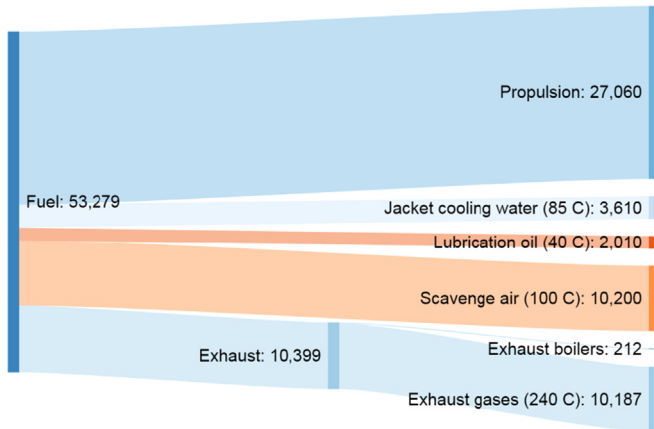 Propulsion: 27,060
Fuel: 53,279
Jacket cooling water (85 C): 3,610
Lubrication oil (40 C): 2,010
Scavenge air (100 C): 10,200
Exhaust: 10,399
Exhaust boilers: 212
Exhaust gases (240 C): 10,187